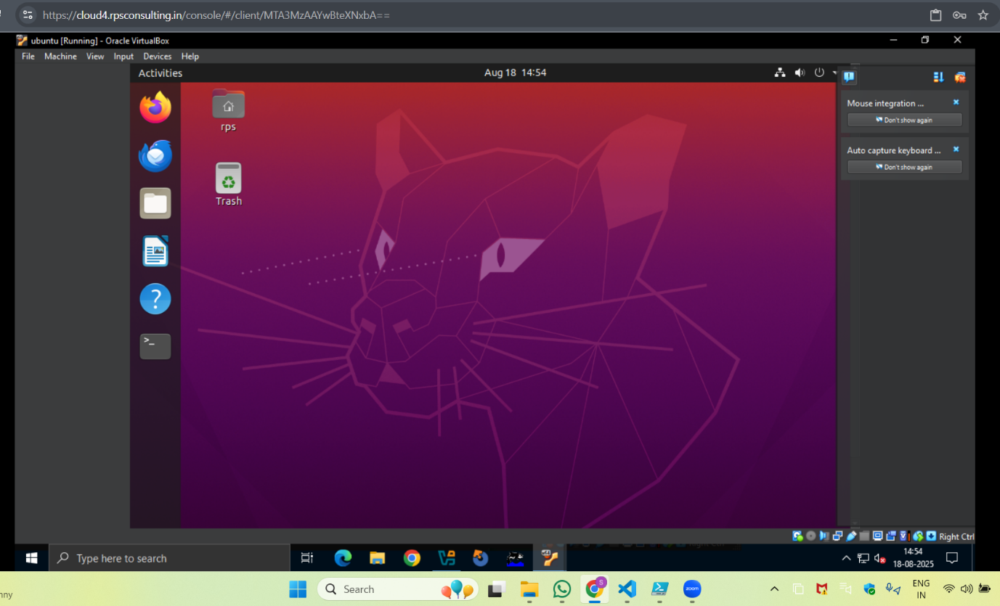 https://cloud4.rpsconsulting.in/console/#/client/MTA3MzAAYwBteXNxbA==
ubuntu [Running] - Oracle VirtualBox
File Machine View Input Devices Help
Activities
Aug 18 14:54
rps
Trash
Mouse integration ...
Don't show again
Auto capture keyboard ...
Don't show again
?
>_
Right Ctrl
Type here to search
14:54
18-08-2025
nny
Search
S
zoom
ENG
IN